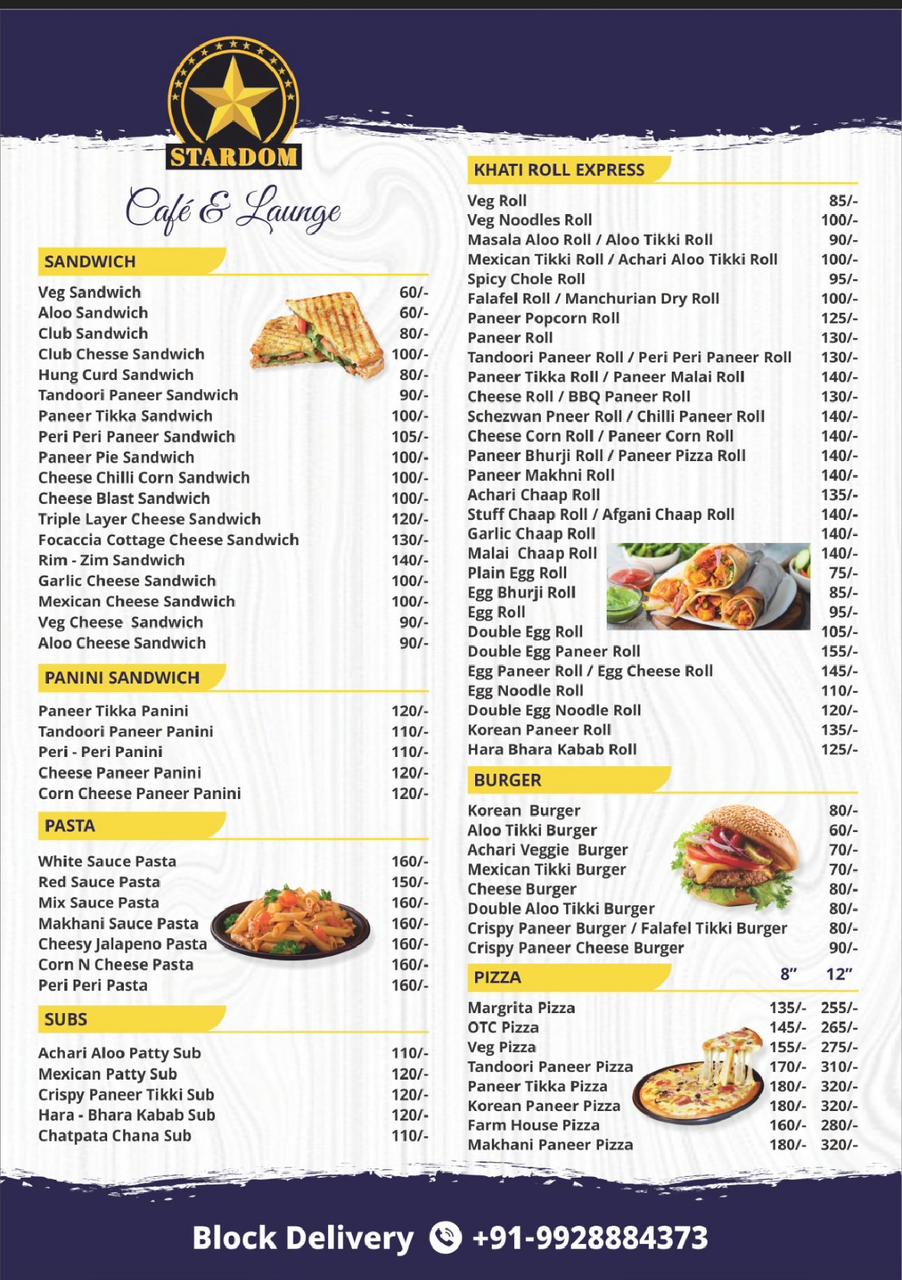 STARDOM
Café & Launge
SANDWICH
Veg Sandwich 60/-
Aloo Sandwich 60/-
Club Sandwich 80/-
Club Chesse Sandwich 100/-
Hung Curd Sandwich 80/-
Tandoori Paneer Sandwich 90/-
Paneer Tikka Sandwich 100/-
Peri Peri Paneer Sandwich 105/-
Paneer Pie Sandwich 100/-
Cheese Chilli Corn Sandwich 100/-
Cheese Blast Sandwich 100/-
Triple Layer Cheese Sandwich 120/-
Focaccia Cottage Cheese Sandwich 130/-
Rim - Zim Sandwich 140/-
Garlic Cheese Sandwich 100/-
Mexican Cheese Sandwich 100/-
Veg Cheese Sandwich 90/-
Aloo Cheese Sandwich 90/-
PANINI SANDWICH
Paneer Tikka Panini 120/-
Tandoori Paneer Panini 110/-
Peri - Peri Panini 110/-
Cheese Paneer Panini 120/-
Corn Cheese Paneer Panini 120/-
PASTA
White Sauce Pasta 160/-
Red Sauce Pasta 150/-
Mix Sauce Pasta 160/-
Makhani Sauce Pasta 160/-
Cheesy Jalapeno Pasta 160/-
Corn N Cheese Pasta 160/-
Peri Peri Pasta 160/-
SUBS
Achari Aloo Patty Sub 110/-
Mexican Patty Sub 120/-
Crispy Paneer Tikki Sub 120/-
Hara - Bhara Kabab Sub 120/-
Chatpata Chana Sub 110/-
KHATI ROLL EXPRESS
Veg Roll 85/-
Veg Noodles Roll 100/-
Masala Aloo Roll / Aloo Tikki Roll 90/-
Mexican Tikki Roll / Achari Aloo Tikki Roll 100/-
Spicy Chole Roll 95/-
Falafel Roll / Manchurian Dry Roll 100/-
Paneer Popcorn Roll 125/-
Paneer Roll 130/-
Tandoori Paneer Roll / Peri Peri Paneer Roll 130/-
Paneer Tikka Roll / Paneer Malai Roll 140/-
Cheese Roll / BBQ Paneer Roll 130/-
Schezwan Pneer Roll / Chilli Paneer Roll 140/-
Cheese Corn Roll / Paneer Corn Roll 140/-
Paneer Bhurji Roll / Paneer Pizza Roll 140/-
Paneer Makhni Roll 140/-
Achari Chaap Roll 135/-
Stuff Chaap Roll / Afgani Chaap Roll 140/-
Garlic Chaap Roll 140/-
Malai Chaap Roll 140/-
Plain Egg Roll 75/-
Egg Bhurji Roll 85/-
Egg Roll 95/-
Double Egg Roll 105/-
Double Egg Paneer Roll 155/-
Egg Paneer Roll / Egg Cheese Roll 145/-
Egg Noodle Roll 110/-
Double Egg Noodle Roll 120/-
Korean Paneer Roll 135/-
Hara Bhara Kabab Roll 125/-
BURGER
Korean Burger 80/-
Aloo Tikki Burger 60/-
Achari Veggie Burger 70/-
Mexican Tikki Burger 70/-
Cheese Burger 80/-
Double Aloo Tikki Burger 80/-
Crispy Paneer Burger / Falafel Tikki Burger 80/-
Crispy Paneer Cheese Burger 90/-
PIZZA 8” 12”
Margrita Pizza 135/- 255/-
OTC Pizza 145/- 265/-
Veg Pizza 155/- 275/-
Tandoori Paneer Pizza 170/- 310/-
Paneer Tikka Pizza 180/- 320/-
Korean Paneer Pizza 180/- 320/-
Farm House Pizza 160/- 280/-
Makhani Paneer Pizza 180/- 320/-
Block Delivery +91-9928884373